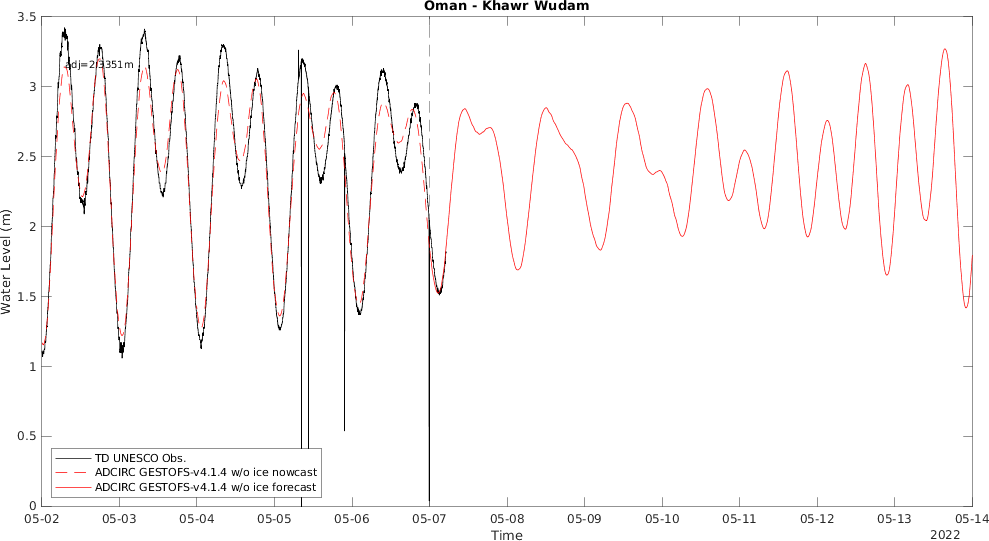 Oman - Khawr Wudam
3.5
3
2.5
2
1.5
1
0.5
0
Water Level (m)
adj=2.3351m
TD UNESCO Obs.
ADCIRC GESTOFS-v4.1.4 w/o ice nowcast
ADCIRC GESTOFS-v4.1.4 w/o ice forecast
05-02 05-03 05-04 05-05 05-06 05-07 05-08 05-09 05-10 05-11 05-12 05-13 05-14
Time
2022